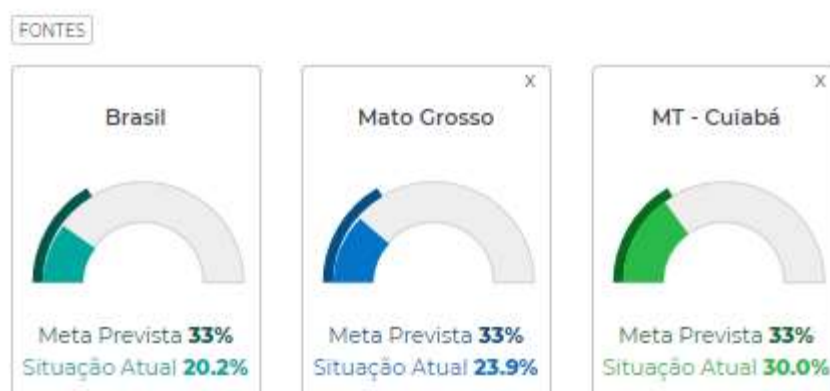 FONTES
Brasil
Meta Prevista 33%
Situação Atual 20.2%
X
Mato Grosso
Meta Prevista 33%
Situação Atual 23.9%
X
MT - Cuiabá
Meta Prevista 33%
Situação Atual 30.0%